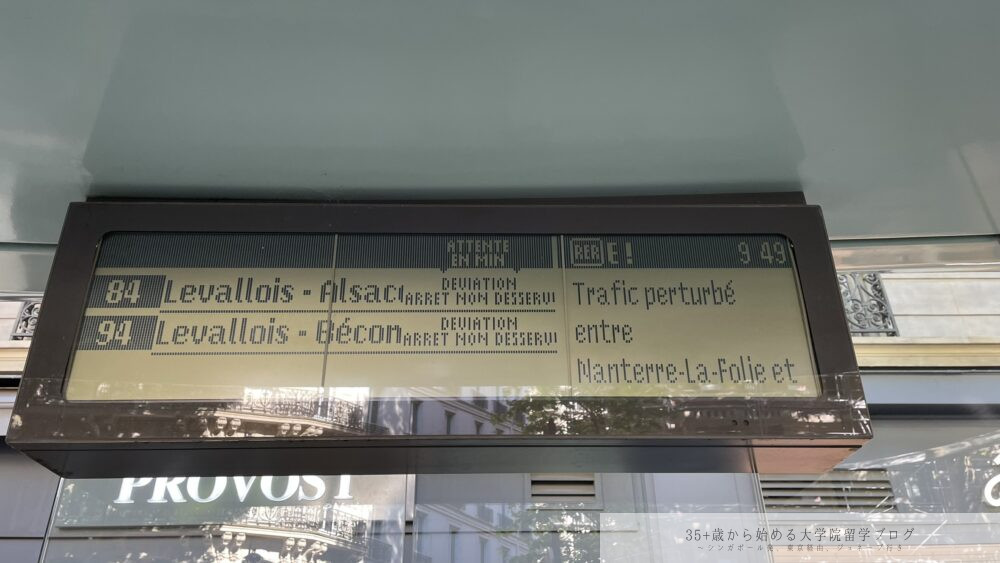 ATTENTE
EN MIN
RER E! 9 49
84 Levallois - Alsac
DEVIATION
ARRET NON DESSERVI
94 Levallois - Bécon
DEVIATION
ARRET NON DESSERVI
Trafic perturbé
entre
Nanterre-La-Folie et
PROVOST
35+歳から始める大学院留学ブログ